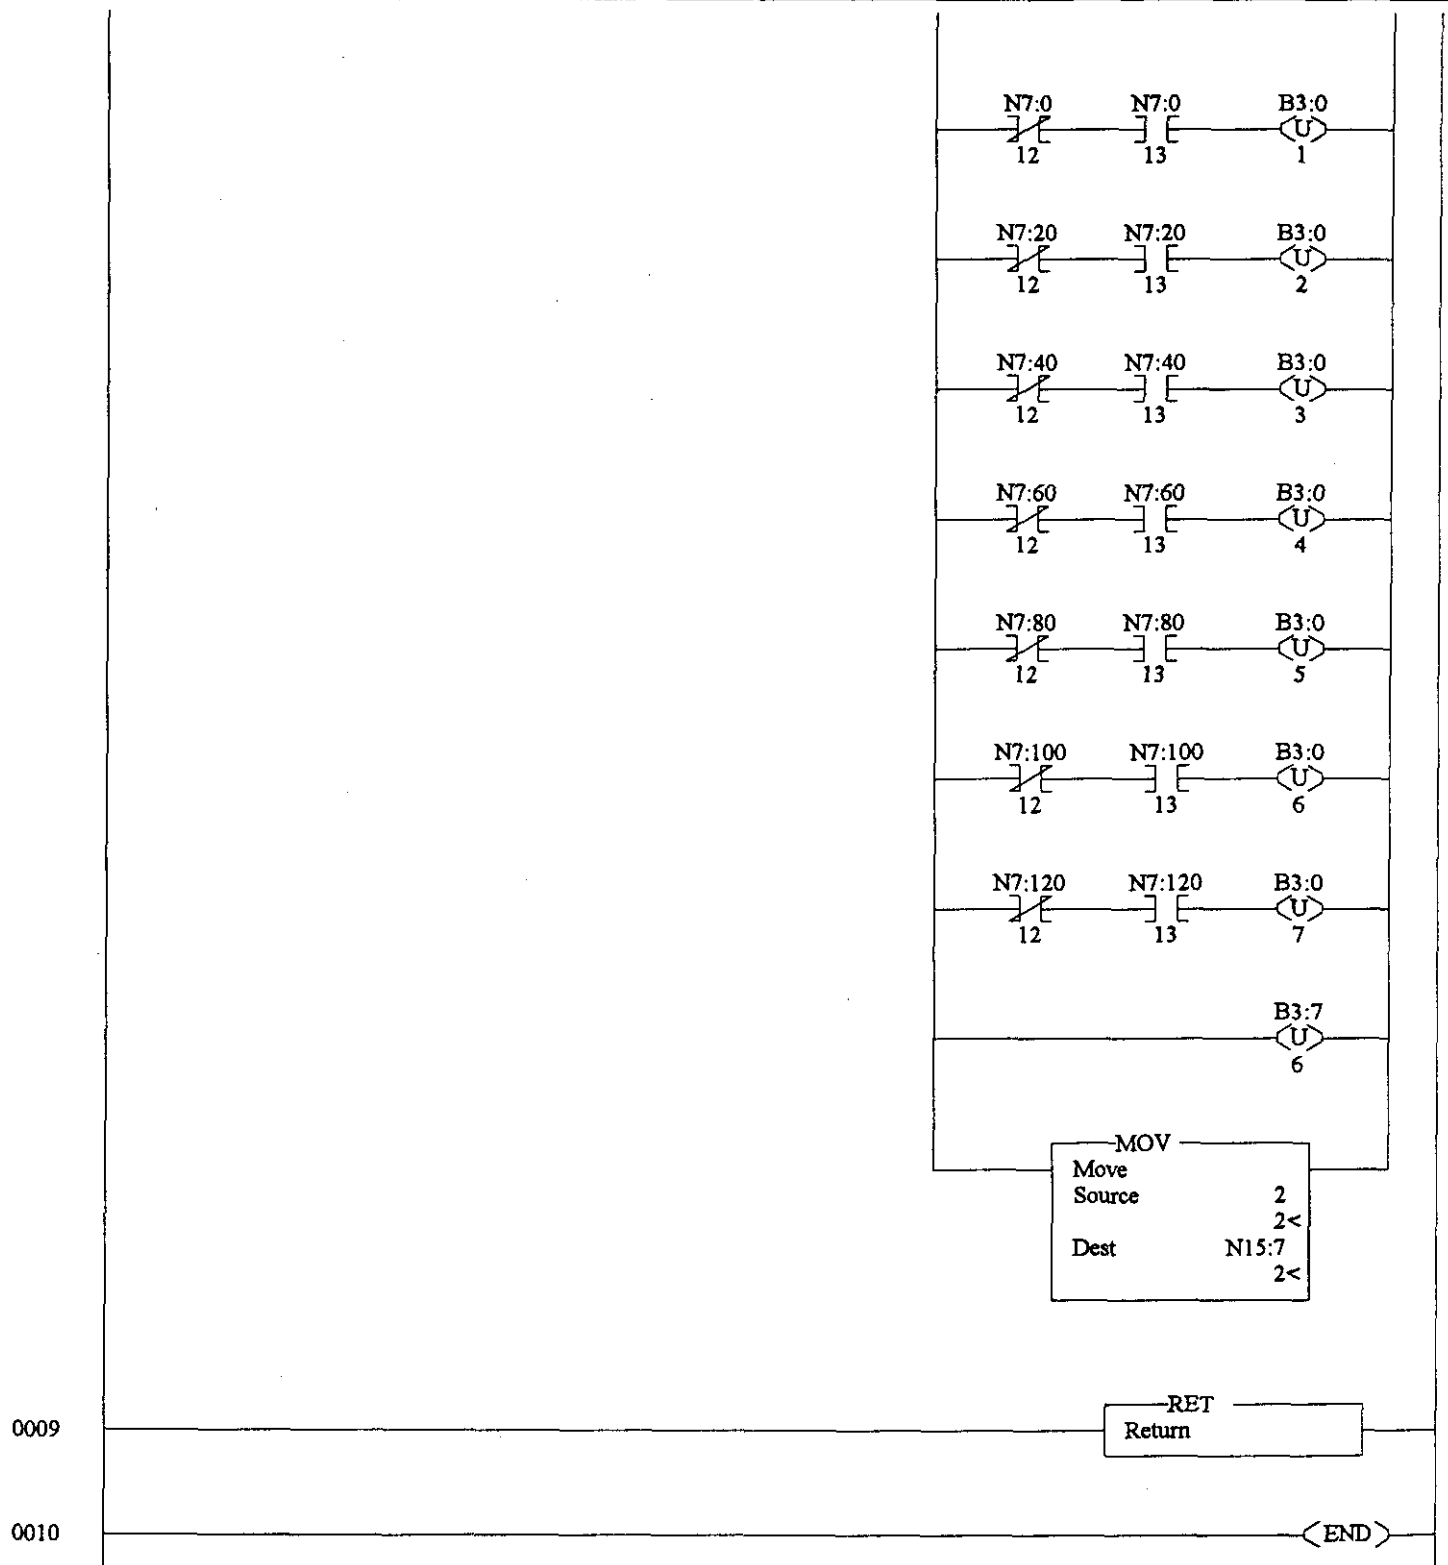 N7:0 N7:0 B3:0
U
12 13 1
N7:20 N7:20 B3:0
U
12 13 2
N7:40 N7:40 B3:0
U
12 13 3
N7:60 N7:60 B3:0
U
12 13 4
N7:80 N7:80 B3:0
U
12 13 5
N7:100 N7:100 B3:0
U
12 13 6
N7:120 N7:120 B3:0
U
12 13 7
B3:7
U
6
MOV
Move
Source 2
2<
Dest N15:7
2<
RET
0009 Return
0010 END